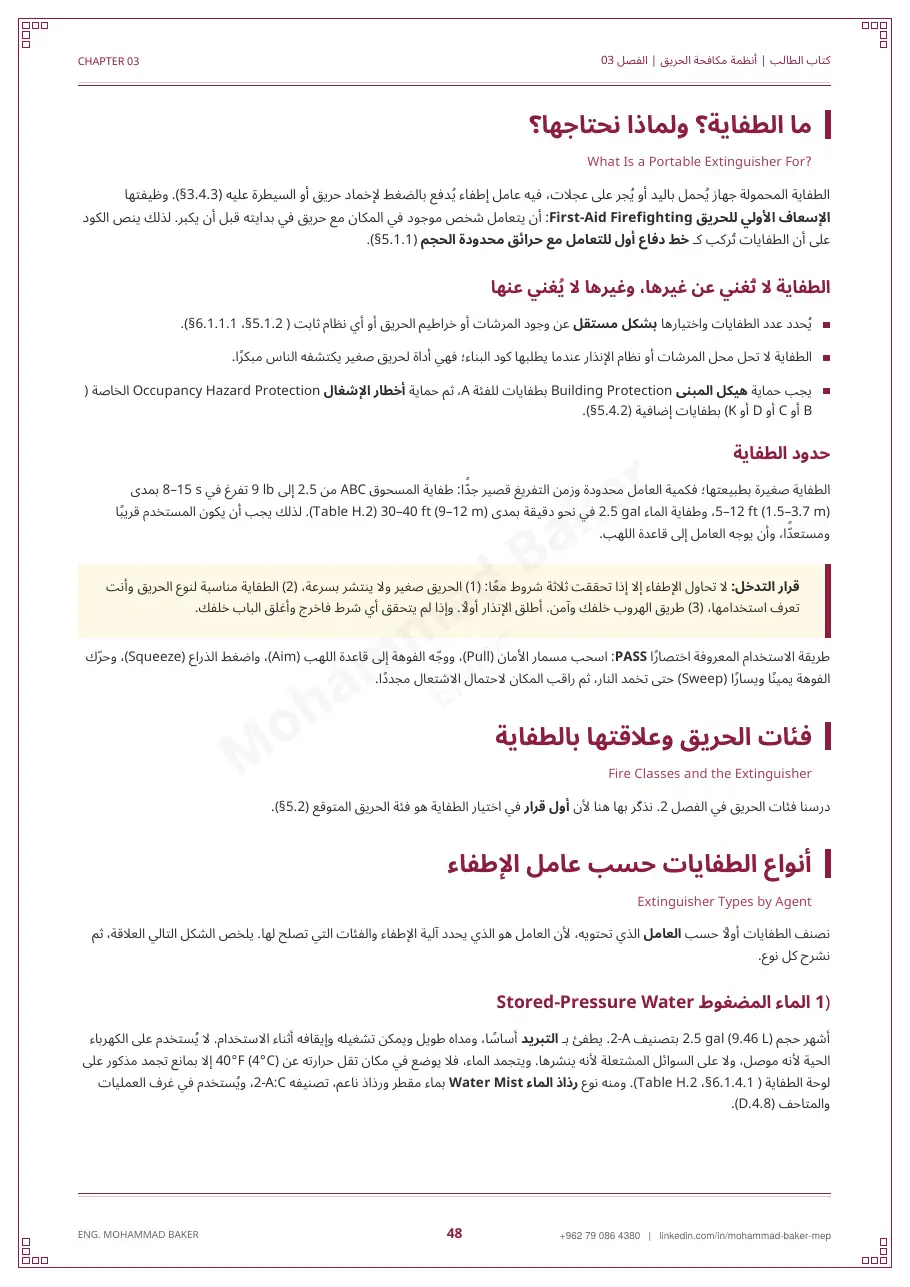 كتاب الطالب | أنظمة مكافحة الحريق | الفصل 03
CHAPTER 03
ما الطفاية؟ ولماذا نحتاجها؟
What Is a Portable Extinguisher For?
الطفاية المحمولة جهاز يُحمل باليد أو يُجر على عجلات، فيه عامل إطفاء يُدفع بالضغط لإخماد حريق أو السيطرة عليه (§3.4.3). وظيفتها
الإسعاف الأولي للحريق First-Aid Firefighting: أن يتعامل شخص موجود في المكان مع حريق في بدايته قبل أن يكبر. لذلك ينص الكود
على أن الطفايات تُركب كـ خط دفاع أول للتعامل مع حرائق محدودة الحجم (§5.1.1).
الطفاية لا تُغني عن غيرها، وغيرها لا يُغني عنها
يُحدد عدد الطفايات واختيارها بشكل مستقل عن وجود المرشات أو خراطيم الحريق أو أي نظام ثابت ( §5.1.2، §6.1.1.1).
الطفاية لا تحل محل المرشات أو نظام الإنذار عندما يطلبها كود البناء؛ فهي أداة لحريق صغير يكتشفه الناس مبكرًا.
يجب حماية هيكل المبنى Building Protection بطفايات للفئة A، ثم حماية أخطار الإشغال Occupancy Hazard Protection الخاصة (
B أو C أو D أو K) بطفايات إضافية (§5.4.2).
حدود الطفاية
الطفاية صغيرة بطبيعتها؛ فكمية العامل محدودة وزمن التفريغ قصير جدًّا: طفاية المسحوق ABC من 2.5 إلى 9 lb تفرغ في 8–15 s بمدى
5–12 ft (1.5–3.7 m)، وطفاية الماء 2.5 gal في نحو دقيقة بمدى 30–40 ft (9–12 m) (Table H.2). لذلك يجب أن يكون المستخدم قريبًا
ومستعدًّا، وأن يوجه العامل إلى قاعدة اللهب.
قرار التدخل: لا تحاول الإطفاء إلا إذا تحققت ثلاثة شروط معًا: (1) الحريق صغير ولا ينتشر بسرعة، (2) الطفاية مناسبة لنوع الحريق وأنت
تعرف استخدامها، (3) طريق الهروب خلفك وآمن. أطلق الإنذار أولًا. وإذا لم يتحقق أي شرط فاخرج وأغلق الباب خلفك.
طريقة الاستخدام المعروفة اختصارًا PASS: اسحب مسمار الأمان (Pull)، ووجّه الفوهة إلى قاعدة اللهب (Aim)، واضغط الذراع (Squeeze)، وحرّك
الفوهة يمينًا ويسارًا (Sweep) حتى تخمد النار، ثم راقب المكان لاحتمال الاشتعال مجددًا.
فئات الحريق وعلاقتها بالطفاية
Fire Classes and the Extinguisher
درسنا فئات الحريق في الفصل 2. نذكّر بها هنا لأن أول قرار في اختيار الطفاية هو فئة الحريق المتوقع (§5.2).
أنواع الطفايات حسب عامل الإطفاء
Extinguisher Types by Agent
نصنف الطفايات أولًا حسب العامل الذي تحتويه، لأن العامل هو الذي يحدد آلية الإطفاء والفئات التي تصلح لها. يلخص الشكل التالي العلاقة، ثم
نشرح كل نوع.
1) الماء المضغوط Stored-Pressure Water
أشهر حجم 2.5 gal (9.46 L) بتصنيف 2-A. يطفئ بـ التبريد أساسًا، ومداه طويل ويمكن تشغيله وإيقافه أثناء الاستخدام. لا يُستخدم على الكهرباء
الحية لأنه موصل، ولا على السوائل المشتعلة لأنه ينشرها. ويتجمد الماء، فلا يوضع في مكان تقل حرارته عن 40°F (4°C) إلا بمانع تجمد مذكور على
لوحة الطفاية ( §6.1.4.1، Table H.2). ومنه نوع رذاذ الماء Water Mist بماء مقطر ورذاذ ناعم، تصنيفه 2-A:C، ويُستخدم في غرف العمليات
والمتاحف (D.4.8).
ENG. MOHAMMAD BAKER
48
+962 79 086 4380 | linkedin.com/in/mohammad-baker-mep
Mohammad Baker